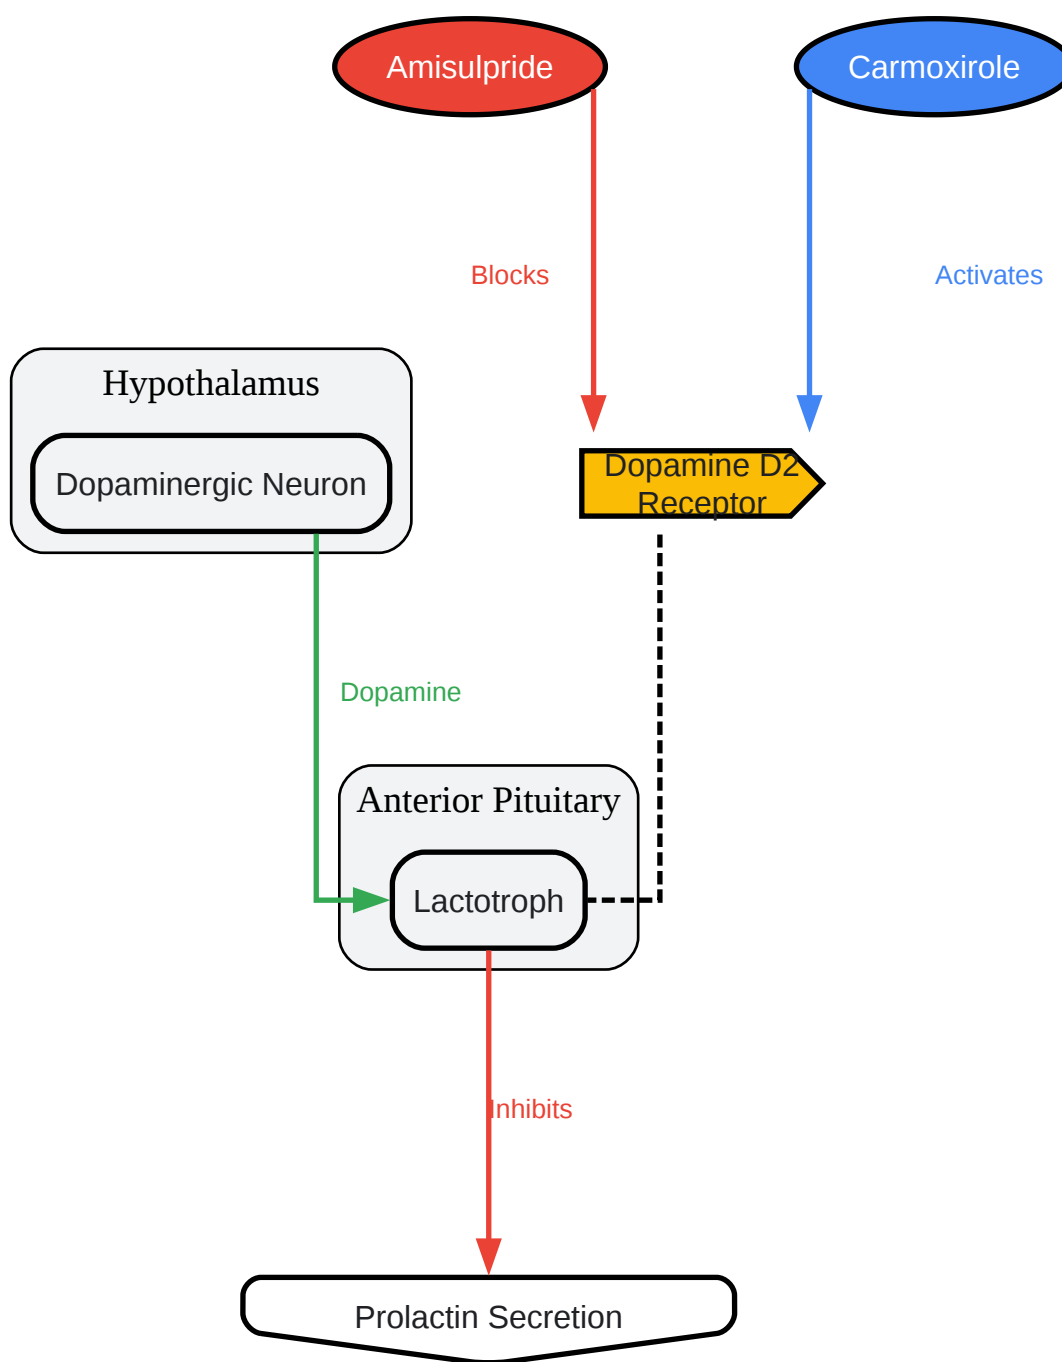 Amisulpride
Carmoxirole
Blocks
Activates
Hypothalamus
Dopaminergic Neuron
Dopamine D2
Receptor
Dopamine
Anterior Pituitary
Lactotroph
Inhibits
Prolactin Secretion